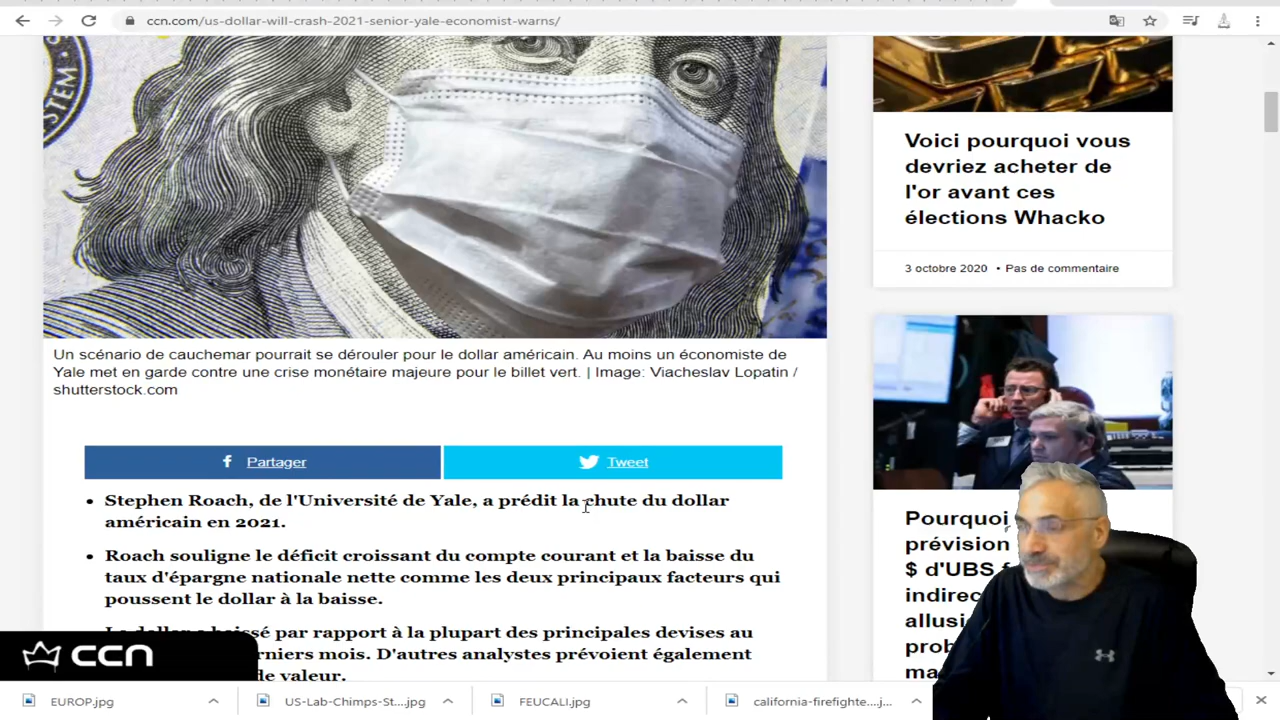 ccn.com/us-dollar-will-crash-2021-senior-yale-economist-warns/
STEM
Voici pourquoi vous
devriez acheter de
l'or avant ces
élections Whacko
3 octobre 2020 • Pas de commentaire
Un scénario de cauchemar pourrait se dérouler pour le dollar américain. Au moins un économiste de
Yale met en garde contre une crise monétaire majeure pour le billet vert. | Image: Viacheslav Lopatin /
shutterstock.com
Partager
Tweet
• Stephen Roach, de l'Université de Yale, a prédit la chute du dollar
américain en 2021.
• Roach souligne le déficit croissant du compte courant et la baisse du
taux d'épargne nationale nette comme les deux principaux facteurs qui
poussent le dollar à la baisse.
par rapport à la plupart des principales devises au
mois. D'autres analystes prévoient également
de valeur.
Pourquoi
prévision
$ d'UBS
ccn
EUROP.jpg
US-Lab-Chimps-St....jpg
FEUCALI.jpg
california-firefighte....j...